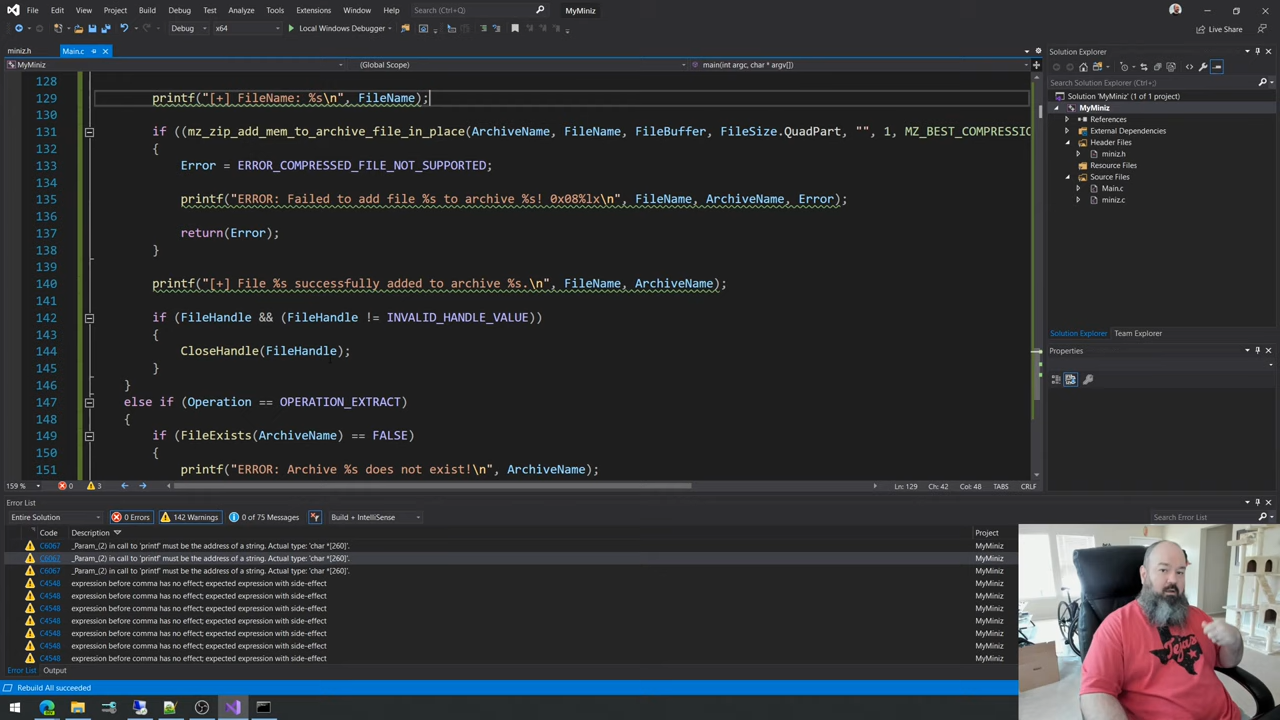 File Edit View Project Build Debug Test Analyze Tools Extensions Window Help Search (Ctrl+Q) MyMiniz
Debug x64 Local Windows Debugger Live Share
miniz.h Main.c
MyMiniz (Global Scope) main(int argc, char * argv[])
128
129 printf("[+] FileName: %s\n", FileName);
130
131 if ((mz_zip_add_mem_to_archive_file_in_place(ArchiveName, FileName, FileBuffer, FileSize.QuadPart, "", 1, MZ_BEST_COMPRESSIO
132 {
133 Error = ERROR_COMPRESSED_FILE_NOT_SUPPORTED;
134
135 printf("ERROR: Failed to add file %s to archive %s! 0x08%lx\n", FileName, ArchiveName, Error);
136
137 return(Error);
138 }
139
140 printf("[+] File %s successfully added to archive %s.\n", FileName, ArchiveName);
141
142 if (FileHandle && (FileHandle != INVALID_HANDLE_VALUE))
143 {
144 CloseHandle(FileHandle);
145 }
146 }
147 else if (Operation == OPERATION_EXTRACT)
148 {
149 if (FileExists(ArchiveName) == FALSE)
150 {
151 printf("ERROR: Archive %s does not exist!\n", ArchiveName);
159 % 0 3 Ln: 129 Ch: 42 Col: 48 TABS CRLF
Solution Explorer
Search Solution Explorer (Ctrl+;)
Solution 'MyMiniz' (1 of 1 project)
MyMiniz
References
External Dependencies
Header Files
miniz.h
Resource Files
Source Files
Main.c
miniz.c
Solution Explorer Team Explorer
Properties
Error List
Entire Solution 0 Errors 142 Warnings 0 of 75 Messages Build + IntelliSense Search Error List
Code Description Project
C6067 _Param_(2) in call to 'printf' must be the address of a string. Actual type: 'char *[260]'. MyMiniz
C6067 _Param_(2) in call to 'printf' must be the address of a string. Actual type: 'char *[260]'. MyMiniz
C6067 _Param_(2) in call to 'printf' must be the address of a string. Actual type: 'char *[260]'. MyMiniz
C4548 expression before comma has no effect; expected expression with side-effect MyMiniz
C4548 expression before comma has no effect; expected expression with side-effect MyMiniz
C4548 expression before comma has no effect; expected expression with side-effect MyMiniz
C4548 expression before comma has no effect; expected expression with side-effect MyMiniz
C4548 expression before comma has no effect; expected expression with side-effect MyMiniz
C4548 expression before comma has no effect; expected expression with side-effect MyMiniz
C4548 expression before comma has no effect; expected expression with side-effect MyMiniz
Error List Output
Rebuild All succeeded